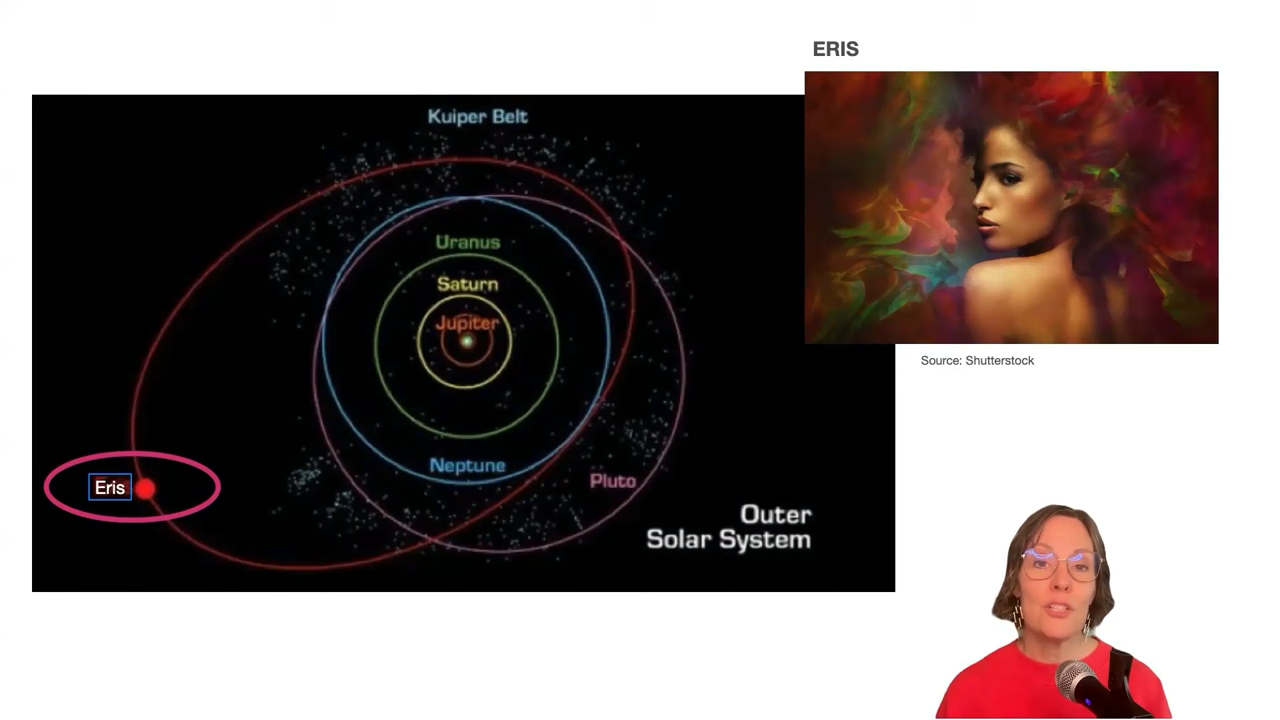 ERIS
Kuiper Belt
Uranus
Saturn
Jupiter
Source: Shutterstock
Neptune
Pluto
Eris
Outer
Solar System